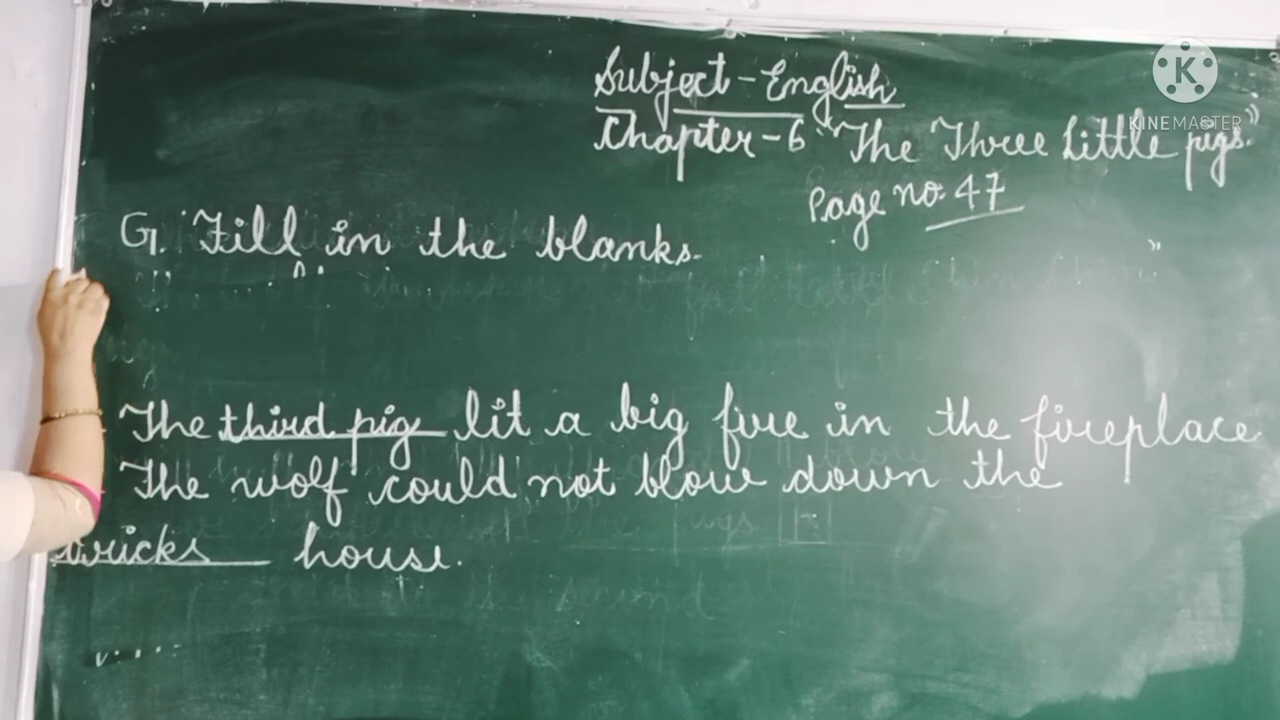 Subject - English
Chapter - 6 "The Three Little pigs."
Page no. 47
G. Fill in the blanks.
The third pig lit a big fire in the fireplace.
The wolf could not blow down the
bricks house.
K
KINEMASTER